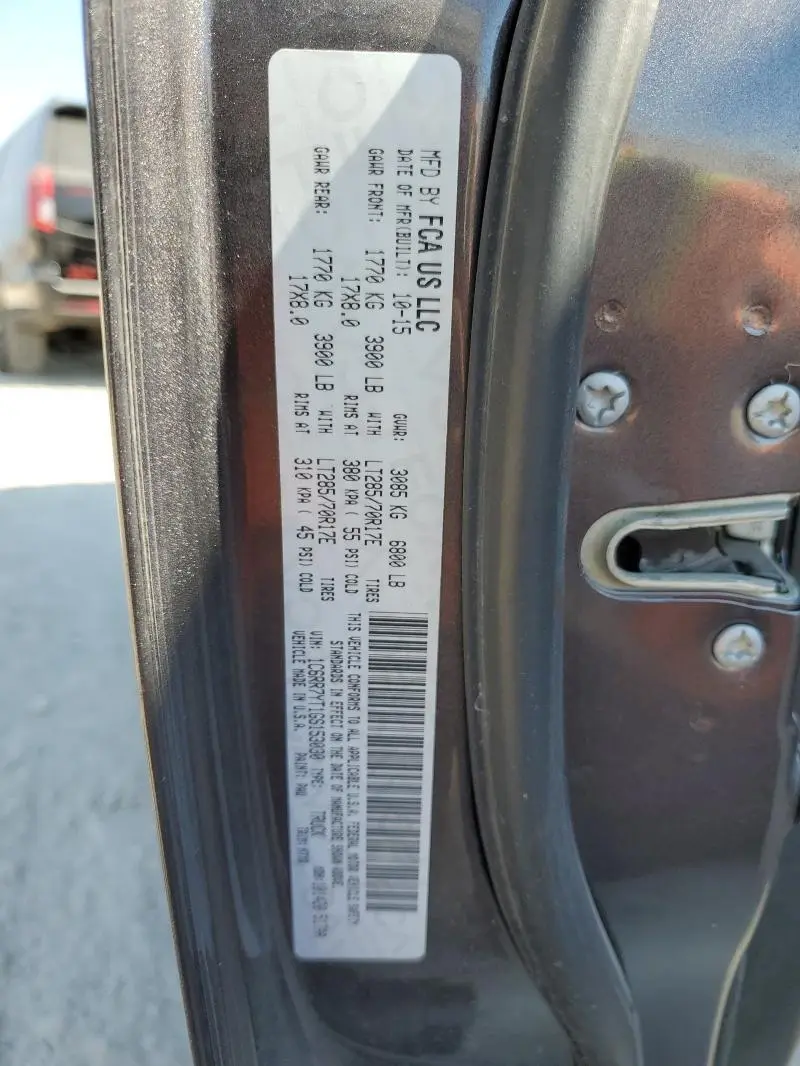 MFD BY FCA US LLC
DATE OF MFR(BUILT): 10-15 GVWR: 3085 KG 6800 LB
GAWR FRONT: 1770 KG 3900 LB WITH LT285/70R17E TIRES
17X8.0 RIMS AT 380 KPA ( 55 PSI) COLD
GAWR REAR: 1770 KG 3900 LB WITH LT285/70R17E TIRES
17X8.0 RIMS AT 310 KPA ( 45 PSI) COLD
THIS VEHICLE CONFORMS TO ALL APPLICABLE U.S.A. FEDERAL MOTOR VEHICLE SAFETY
STANDARDS IN EFFECT ON THE DATE OF MANUFACTURE SHOWN ABOVE.
VIN: 1C6RR7YT1GS153030 TYPE: TRUCK
VEHICLE MADE IN U.S.A. PAINT: PAU